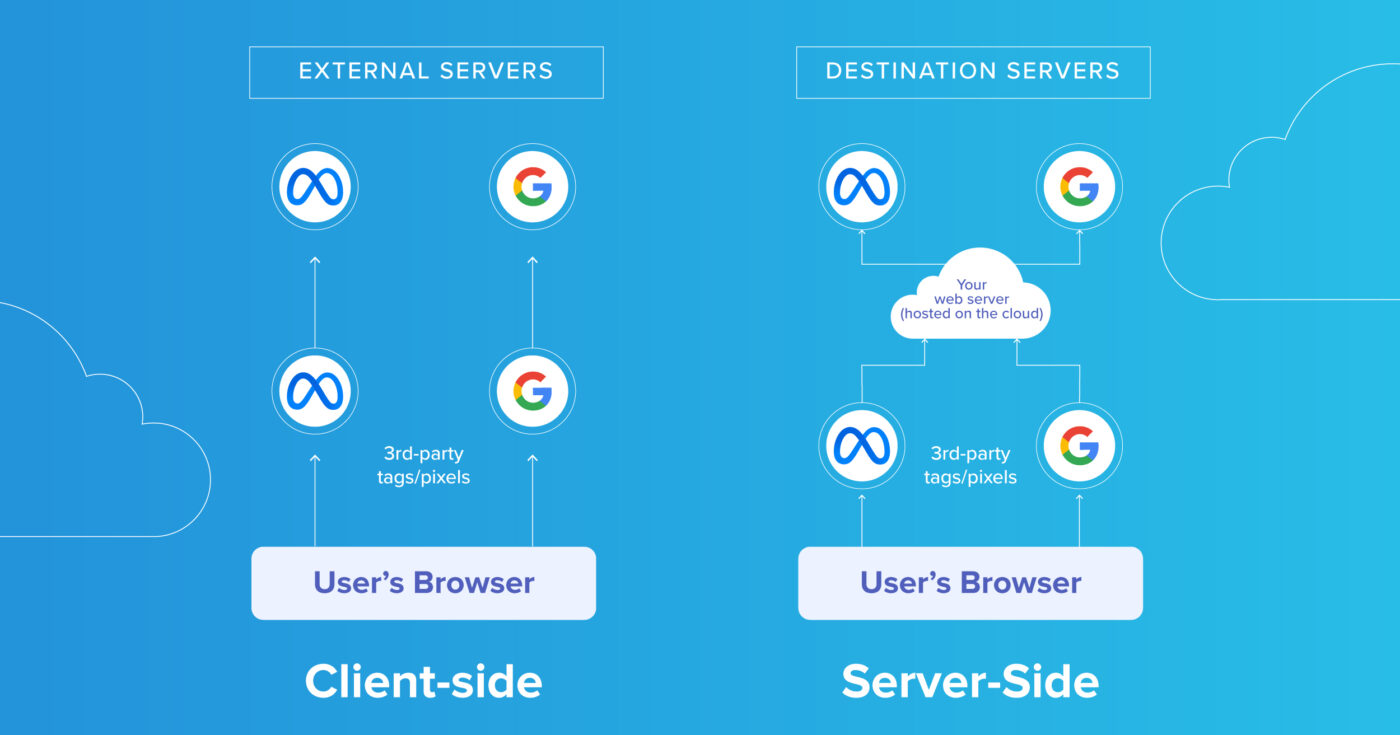 EXTERNAL SERVERS
3rd-party
tags/pixels
User's Browser
Client-side
DESTINATION SERVERS
Your
web server
(hosted on the cloud)
3rd-party
tags/pixels
User's Browser
Server-Side